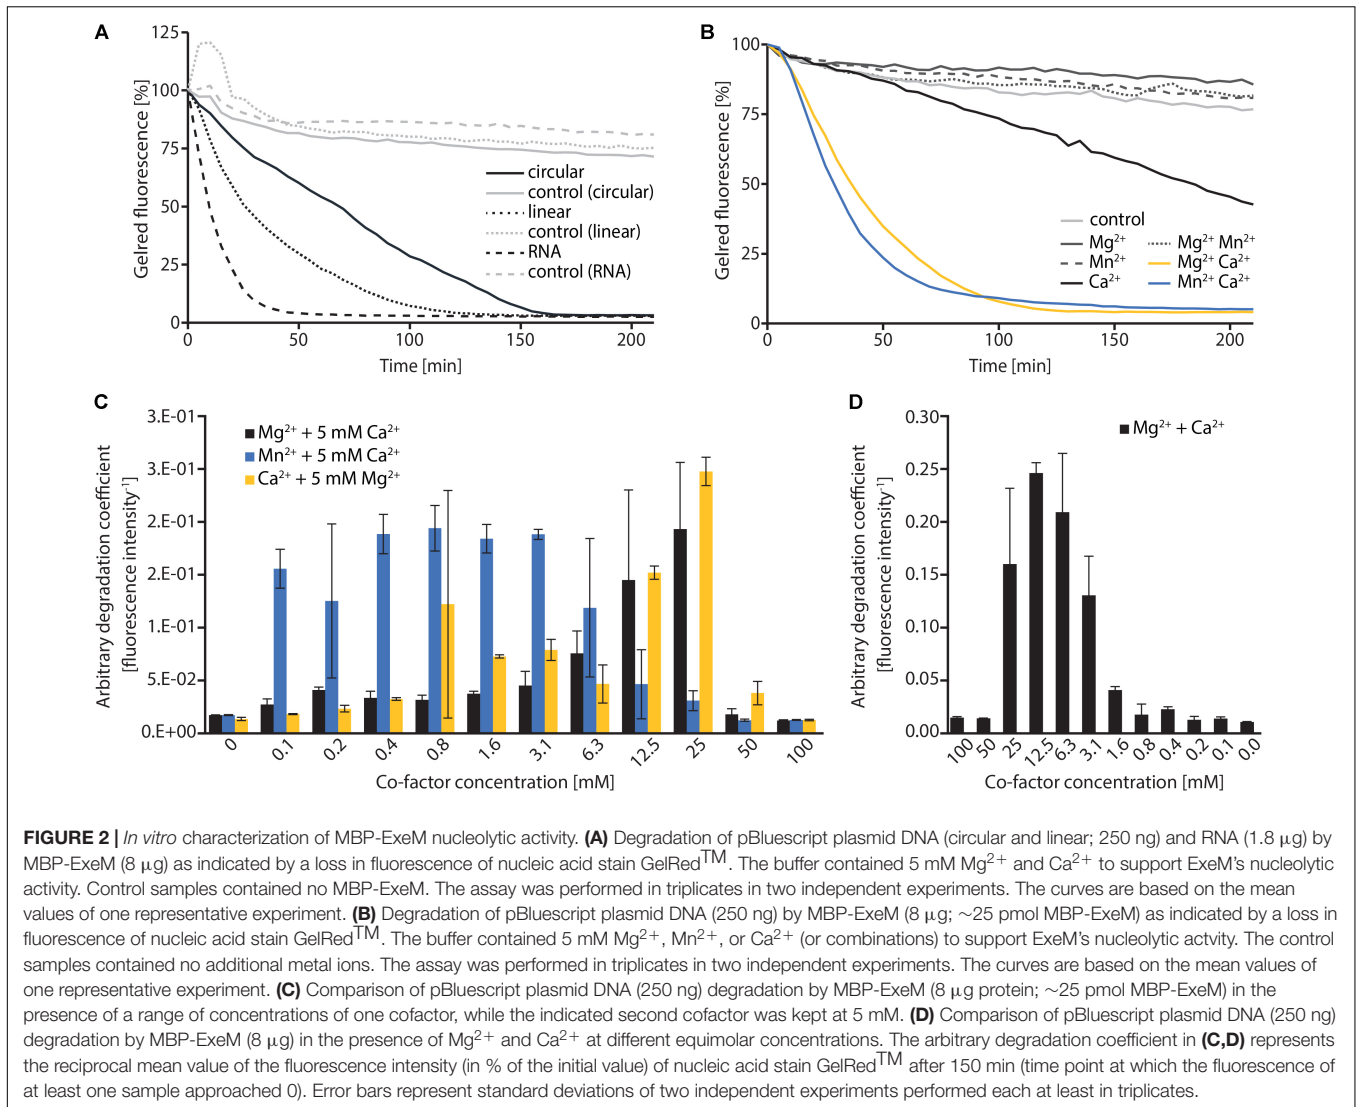 A
125
100
75
50
25
0
Gelred fluorescence [%]
0 50 100 150 200
Time [min]
circular
control (circular)
linear
control (linear)
RNA
control (RNA)
B
100
75
50
25
0
Gelred fluorescence [%]
0 50 100 150 200
Time [min]
control
Mg²⁺
Mn²⁺
Ca²⁺
Mg²⁺ Mn²⁺
Mg²⁺ Ca²⁺
Mn²⁺ Ca²⁺
C
3.E-01
3.E-01
2.E-01
2.E-01
1.E-01
5.E-02
0.E+00
Arbitrary degradation coefficient
[fluorescence intensity⁻¹]
Mg²⁺ + 5 mM Ca²⁺
Mn²⁺ + 5 mM Ca²⁺
Ca²⁺ + 5 mM Mg²⁺
0 0.1 0.2 0.4 0.8 1.6 3.1 6.3 12.5 25 50 100
Co-factor concentration [mM]
D
0.30
0.25
0.20
0.15
0.10
0.05
0.00
Arbitrary degradation coefficient
[fluorescence intensity⁻¹]
Mg²⁺ + Ca²⁺
100 50 25 12.5 6.3 3.1 1.6 0.8 0.4 0.2 0.1 0.0
Co-factor concentration [mM]
FIGURE 2 | In vitro characterization of MBP-ExeM nucleolytic activity. (A) Degradation of pBluescript plasmid DNA (circular and linear; 250 ng) and RNA (1.8 μg) by
MBP-ExeM (8 μg) as indicated by a loss in fluorescence of nucleic acid stain GelRed™. The buffer contained 5 mM Mg²⁺ and Ca²⁺ to support ExeM's nucleolytic
activity. Control samples contained no MBP-ExeM. The assay was performed in triplicates in two independent experiments. The curves are based on the mean
values of one representative experiment. (B) Degradation of pBluescript plasmid DNA (250 ng) by MBP-ExeM (8 μg; ∼25 pmol MBP-ExeM) as indicated by a loss in
fluorescence of nucleic acid stain GelRed™. The buffer contained 5 mM Mg²⁺, Mn²⁺, or Ca²⁺ (or combinations) to support ExeM's nucleolytic activity. The control
samples contained no additional metal ions. The assay was performed in triplicates in two independent experiments. The curves are based on the mean values of
one representative experiment. (C) Comparison of pBluescript plasmid DNA (250 ng) degradation by MBP-ExeM (8 μg protein; ∼25 pmol MBP-ExeM) in the
presence of a range of concentrations of one cofactor, while the indicated second cofactor was kept at 5 mM. (D) Comparison of pBluescript plasmid DNA (250 ng)
degradation by MBP-ExeM (8 μg) in the presence of Mg²⁺ and Ca²⁺ at different equimolar concentrations. The arbitrary degradation coefficient in (C,D) represents
the reciprocal mean value of the fluorescence intensity (in % of the initial value) of nucleic acid stain GelRed™ after 150 min (time point at which the fluorescence of
at least one sample approached 0). Error bars represent standard deviations of two independent experiments performed each at least in triplicates.